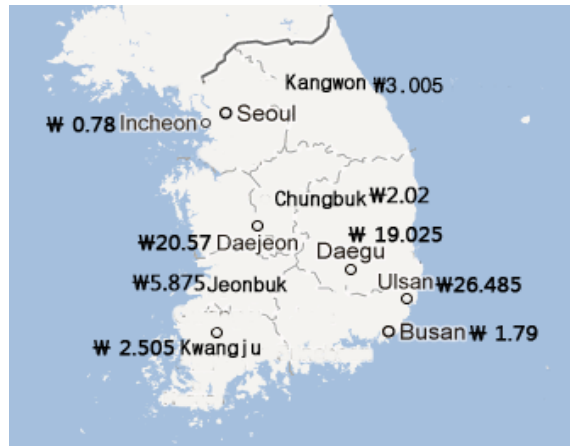 Kangwon ₩3.005
Seoul
₩ 0.78 Incheon
Chungbuk ₩2.02
₩ 19.025
₩20.57 Daejeon
Daegu
₩5.875 Jeonbuk
Ulsan ₩26.485
Busan ₩ 1.79
₩ 2.505 Kwangju